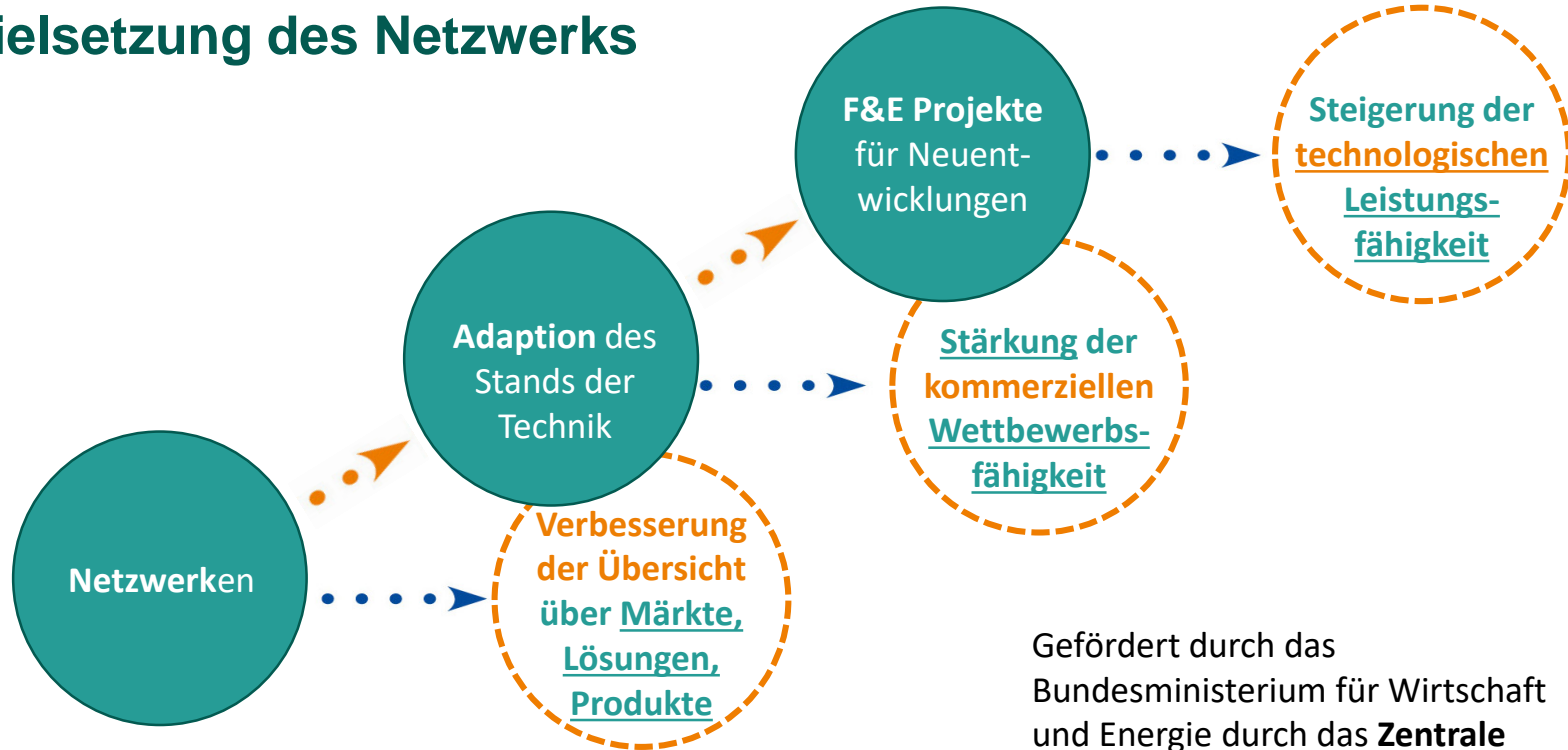 ielsetzung des Netzwerks
F&E Projekte
für Neuent-
wicklungen
Steigerung der
technologischen
Leistungs-
fähigkeit
Adaption des
Stands der
Technik
Stärkung der
kommerziellen
Wettbewerbs-
fähigkeit
Netzwerken
Verbesserung
der Übersicht
über Märkte,
Lösungen,
Produkte
Gefördert durch das
Bundesministerium für Wirtschaft
und Energie durch das Zentrale